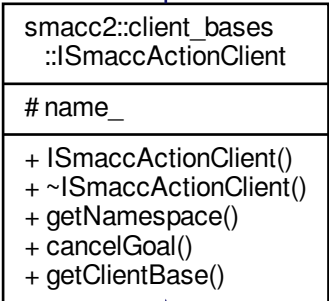 smacc2::client_bases
::ISmaccActionClient
# name_
+ ISmaccActionClient()
+ ~ISmaccActionClient()
+ getNamespace()
+ cancelGoal()
+ getClientBase()